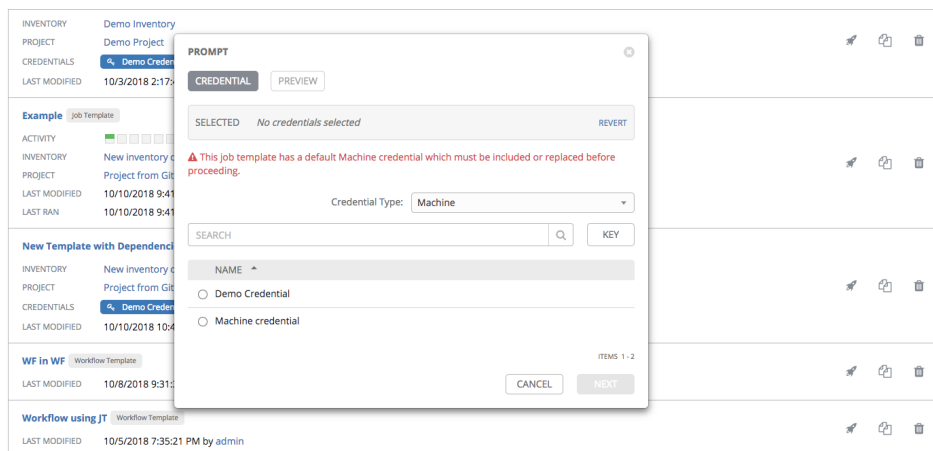 INVENTORY Demo Inventory
PROJECT Demo Project
CREDENTIALS Demo Creden
LAST MODIFIED 10/3/2018 2:17:
Example Job Template
ACTIVITY
INVENTORY New inventory
PROJECT Project from Git
LAST MODIFIED 10/10/2018 9:41
LAST RAN 10/10/2018 9:41
New Template with Dependenci
INVENTORY New inventory
PROJECT Project from Git
CREDENTIALS Demo Creden
LAST MODIFIED 10/10/2018 10:4
WF in WF Workflow Template
LAST MODIFIED 10/8/2018 9:31:
Workflow using JT Workflow Template
LAST MODIFIED 10/5/2018 7:35:21 PM by admin
PROMPT
CREDENTIAL PREVIEW
SELECTED No credentials selected REVERT
This job template has a default Machine credential which must be included or replaced before
proceeding.
Credential Type: Machine
SEARCH KEY
NAME
Demo Credential
Machine credential
ITEMS 1 - 2
CANCEL NEXT